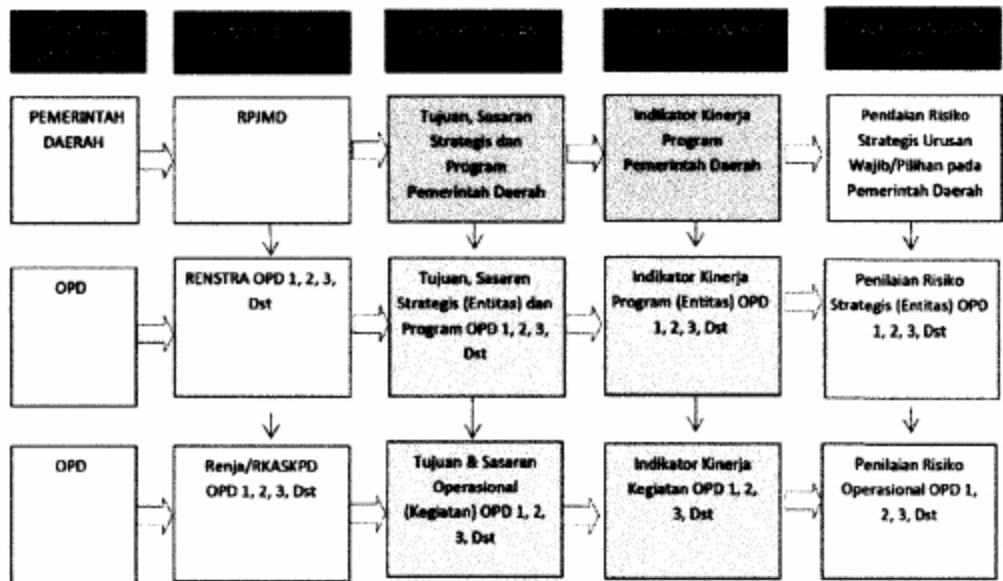 PEMERINTAH
DAERAH
RPJMD
Tujuan, Sasaran
Strategis dan
Program
Pemerintah Daerah
Indikator Kinerja
Program
Pemerintah Daerah
Penilaian Risiko
Strategis Urusan
Wajib/Pilihan pada
Pemerintah Daerah
OPD
RENSTRA OPD 1, 2, 3,
Dst
Tujuan, Sasaran
Strategis (Entitas) dan
Program OPD 1, 2, 3,
Dst
Indikator Kinerja
Program (Entitas) OPD
1, 2, 3, Dst
Penilaian Risiko
Strategis (Entitas) OPD
1, 2, 3, Dst
OPD
Renja/RKASKPD
OPD 1, 2, 3, Dst
Tujuan & Sasaran
Operasional
(Kegiatan) OPD 1, 2,
3, Dst
Indikator Kinerja
Kegiatan OPD 1, 2,
3, Dst
Penilaian Risiko
Operasional OPD 1,
2, 3, Dst